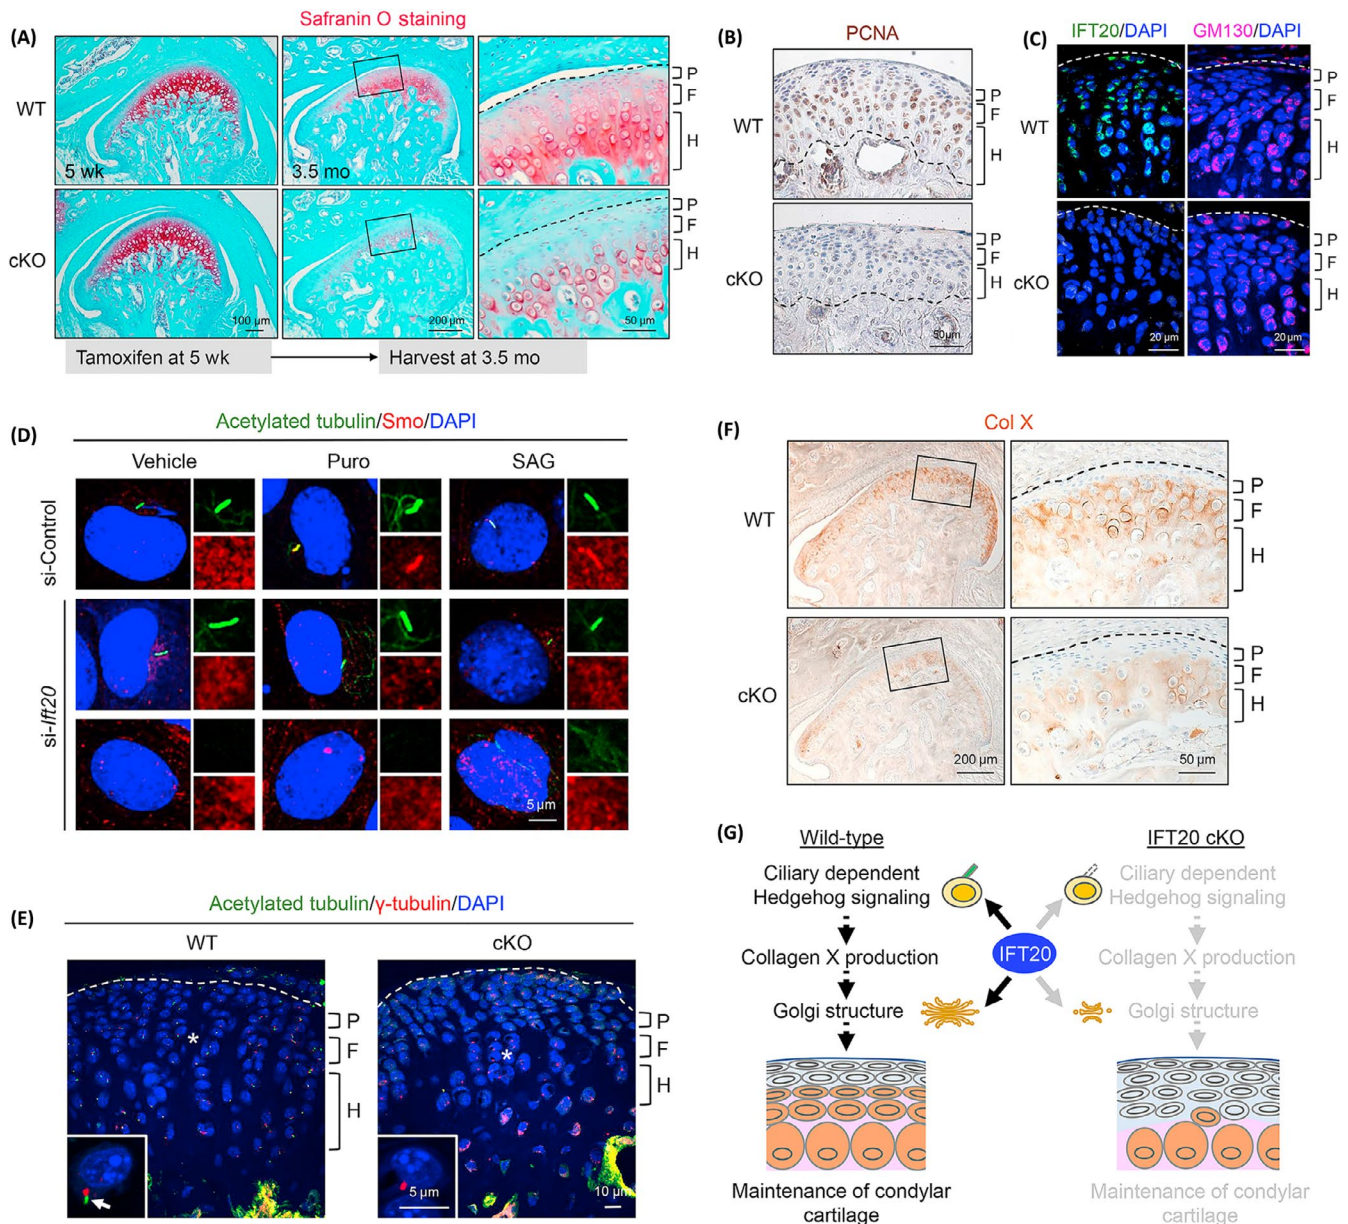 Safranin O staining
(A)
WT
5 wk
3.5 mo
P
F
H
cKO
100 µm
200 µm
50 µm
P
F
H
Tamoxifen at 5 wk
Harvest at 3.5 mo
(B)
PCNA
WT
P
F
H
cKO
P
F
H
50µm
(C)
IFT20/DAPI
GM130/DAPI
WT
P
F
H
cKO
P
F
H
20 µm
20 µm
(D)
Acetylated tubulin/Smo/DAPI
Vehicle
Puro
SAG
si-Control
si-Ift20
5 µm
(E)
Acetylated tubulin/γ-tubulin/DAPI
WT
cKO
*
*
P
F
H
P
F
H
5 µm
10 µm
(F)
Col X
WT
P
F
H
cKO
P
F
H
200 µm
50 µm
(G)
Wild-type
Ciliary dependent
Hedgehog signaling
Collagen X production
Golgi structure
Maintenance of condylar
cartilage
IFT20
IFT20 cKO
Ciliary dependent
Hedgehog signaling
Collagen X production
Golgi structure
Maintenance of condylar
cartilage